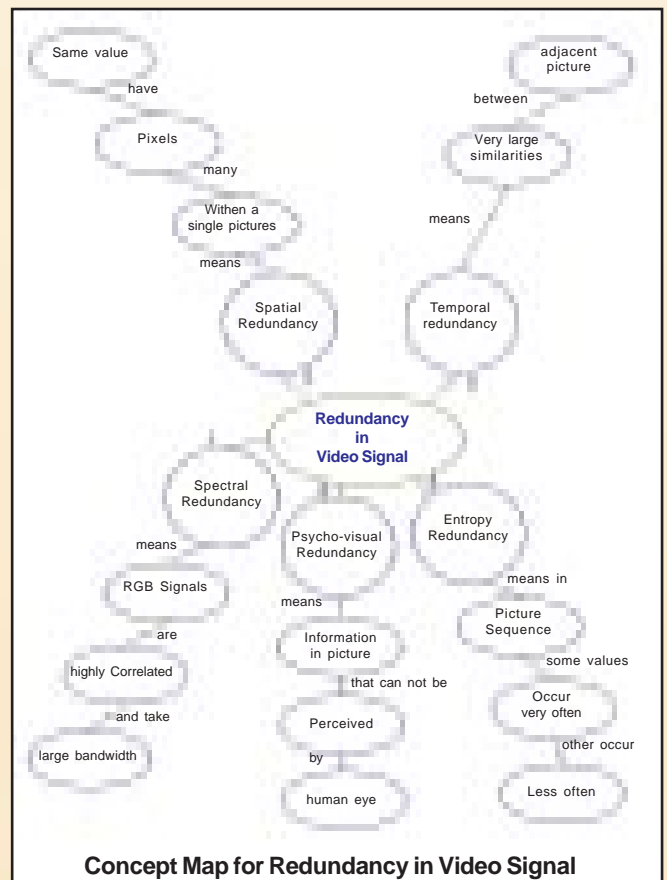 Same value
have
Pixels
many
Withen a
single pictures
means
Spatial
Redundancy
adjacent
picture
between
Very large
similarities
means
Temporal
redundancy
Redundancy
in
Video Signal
Spectral
Redundancy
means
RGB Signals
are
highly Correlated
and take
large bandwidth
Psycho-visual
Redundancy
means
Information
in picture
that can not be
Perceived
by
human eye
Entropy
Redundancy
means in
Picture
Sequence
some values
Occur
very often
other occur
Less often
Concept Map for Redundancy in Video Signal